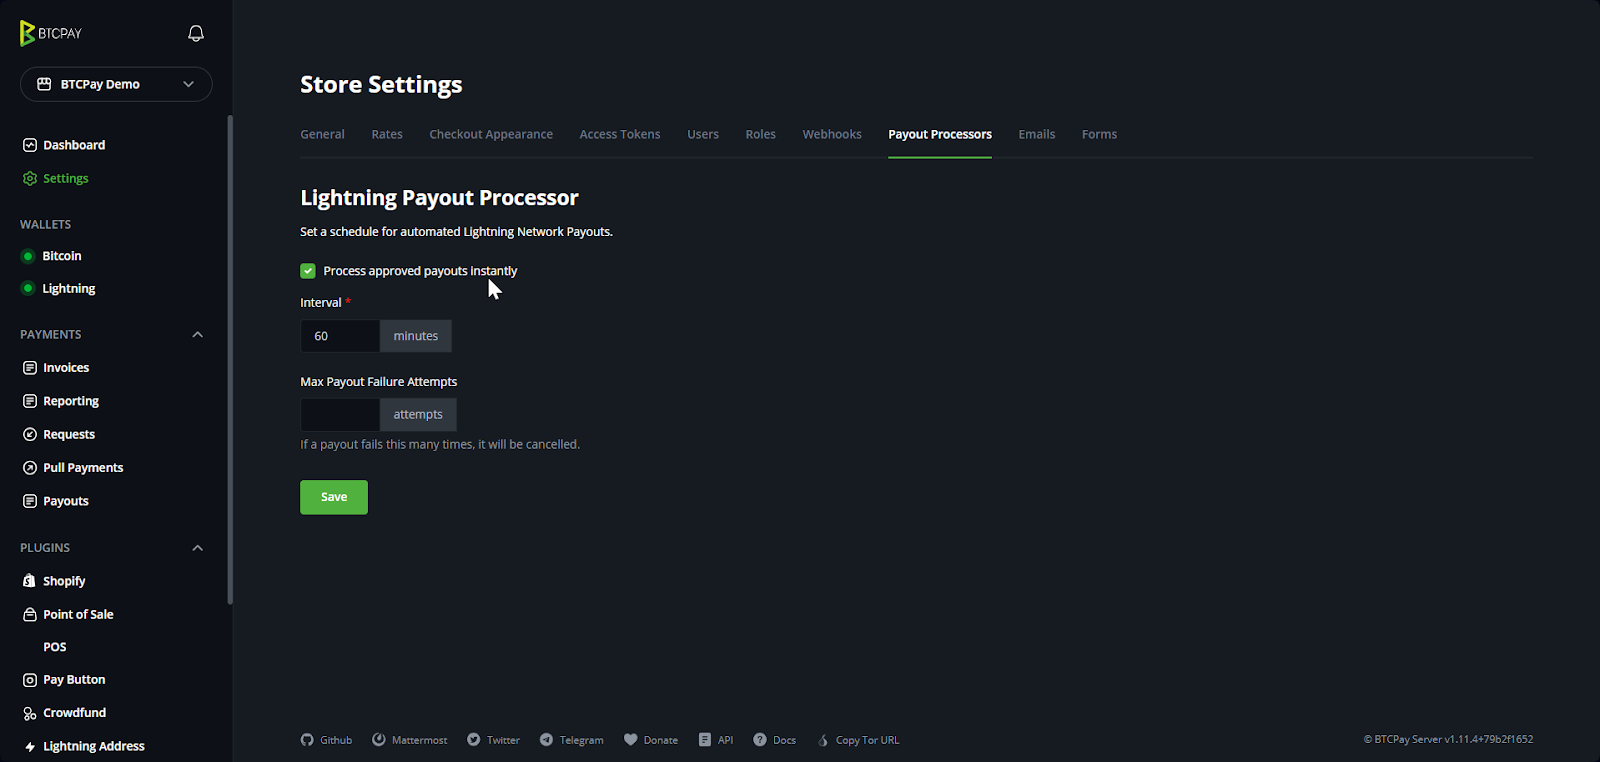 BTCPAY
BTCPay Demo
Dashboard
Settings
WALLETS
Bitcoin
Lightning
PAYMENTS
Invoices
Reporting
Requests
Pull Payments
Payouts
PLUGINS
Shopify
Point of Sale
POS
Pay Button
Crowdfund
Lightning Address
Store Settings
General Rates Checkout Appearance Access Tokens Users Roles Webhooks Payout Processors Emails Forms
Lightning Payout Processor
Set a schedule for automated Lightning Network Payouts.
Process approved payouts instantly
Interval *
60 minutes
Max Payout Failure Attempts
attempts
If a payout fails this many times, it will be cancelled.
Save
Github Mattermost Twitter Telegram Donate API Docs Copy Tor URL
© BTCPay Server v1.11.4+79b2f1652